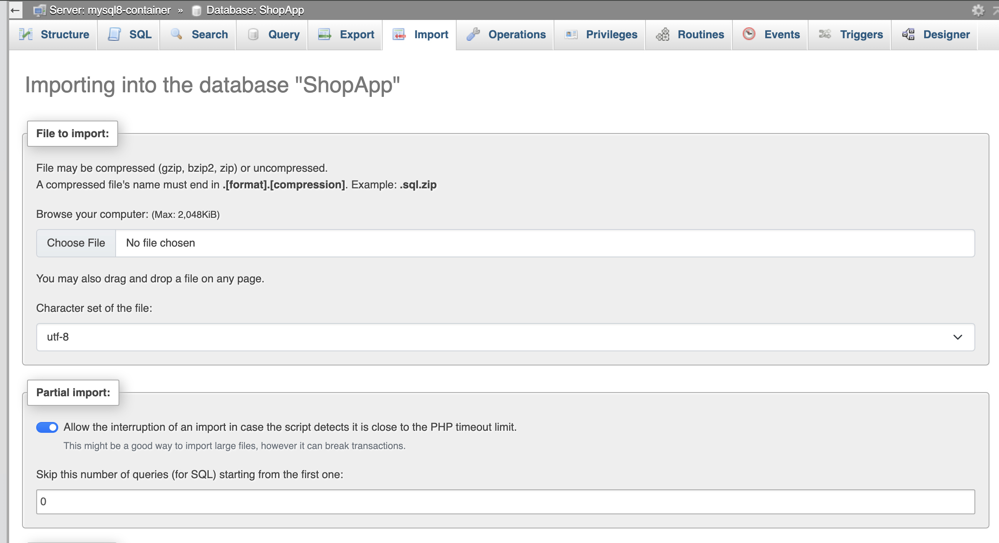 Server: mysql8-container » Database: ShopApp
Structure SQL Search Query Export Import Operations Privileges Routines Events Triggers Designer
Importing into the database "ShopApp"
File to import:
File may be compressed (gzip, bzip2, zip) or uncompressed.
A compressed file's name must end in .[format].[compression]. Example: .sql.zip
Browse your computer: (Max: 2,048KiB)
Choose File No file chosen
You may also drag and drop a file on any page.
Character set of the file:
utf-8
Partial import:
Allow the interruption of an import in case the script detects it is close to the PHP timeout limit.
This might be a good way to import large files, however it can break transactions.
Skip this number of queries (for SQL) starting from the first one:
0